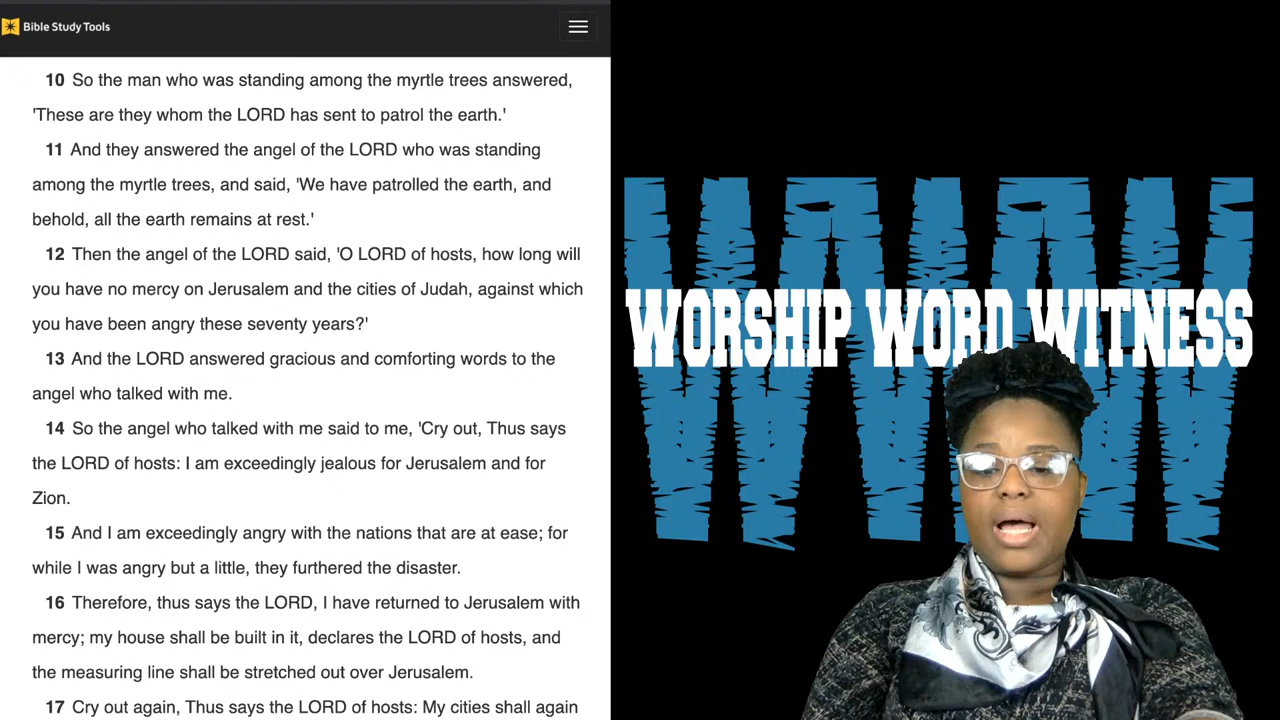 Bible Study Tools
10 So the man who was standing among the myrtle trees answered,
'These are they whom the LORD has sent to patrol the earth.'
11 And they answered the angel of the LORD who was standing
among the myrtle trees, and said, 'We have patrolled the earth, and
behold, all the earth remains at rest.'
12 Then the angel of the LORD said, 'O LORD of hosts, how long will
you have no mercy on Jerusalem and the cities of Judah, against which
you have been angry these seventy years?'
13 And the LORD answered gracious and comforting words to the
angel who talked with me.
14 So the angel who talked with me said to me, 'Cry out, Thus says
the LORD of hosts: I am exceedingly jealous for Jerusalem and for
Zion.
15 And I am exceedingly angry with the nations that are at ease; for
while I was angry but a little, they furthered the disaster.
16 Therefore, thus says the LORD, I have returned to Jerusalem with
mercy; my house shall be built in it, declares the LORD of hosts, and
the measuring line shall be stretched out over Jerusalem.
17 Cry out again, Thus says the LORD of hosts: My cities shall again
WWW
WORSHIP WORD WITNESS